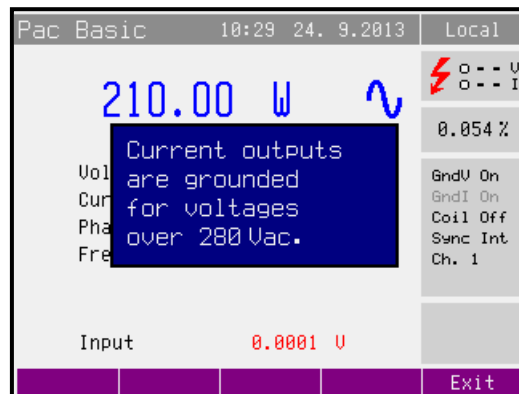 Pac Basic 10:29 24. 9.2013 Local
210.00 W
V
I
0.054 %
Current outputs
are grounded
for voltages
over 280 Vac.
Vol
Cur
Pha
Fre
GndV On
GndI On
Coil Off
Sync Int
Ch. 1
Input 0.0001 V
Exit